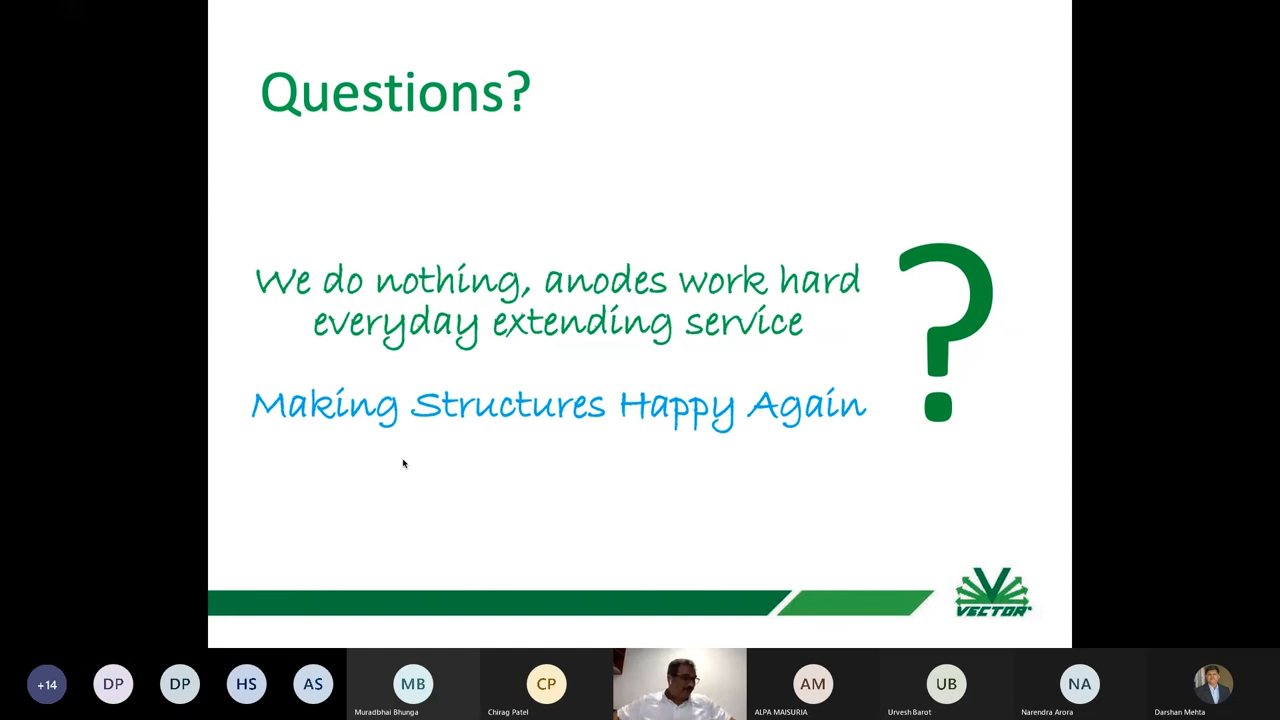 Questions?
We do nothing, anodes work hard
everyday extending service
Making Structures Happy Again
?
V
VECTOR
+14
DP
DP
HS
AS
MB
Muradbhai Bhunga
CP
Chirag Patel
AM
ALPA MAISURIA
UB
Urvesh Barot
NA
Narendra Arora
Darshan Mehta